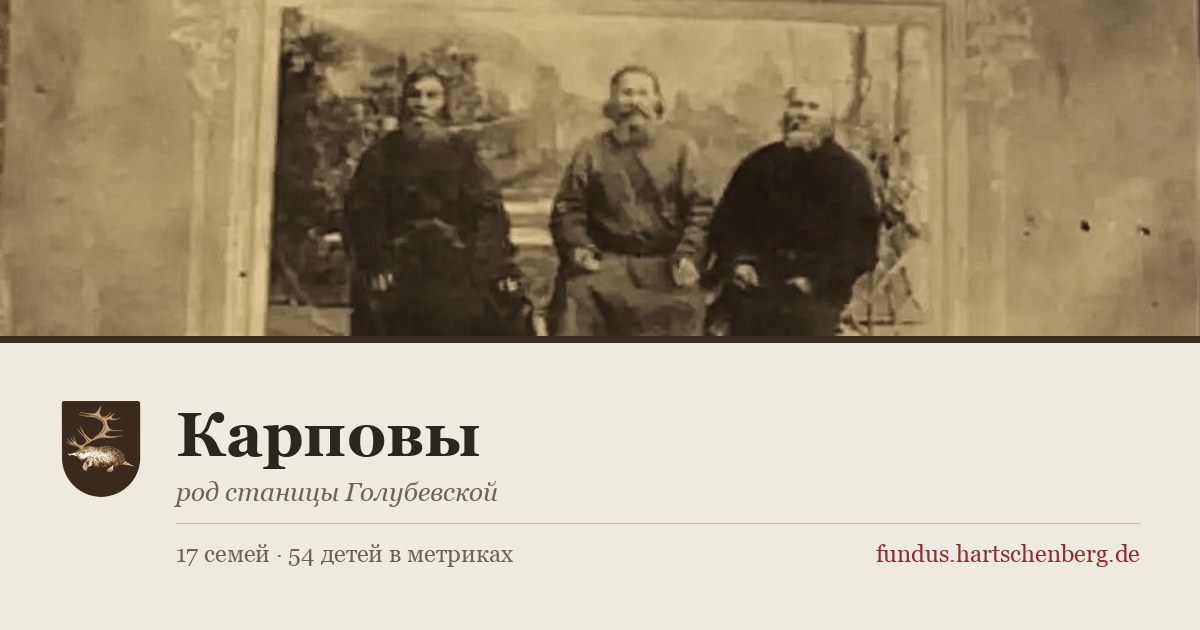 Карповы
род станицы Голубевской
17 семей · 54 детей в метриках
fundus.hartschenberg.de